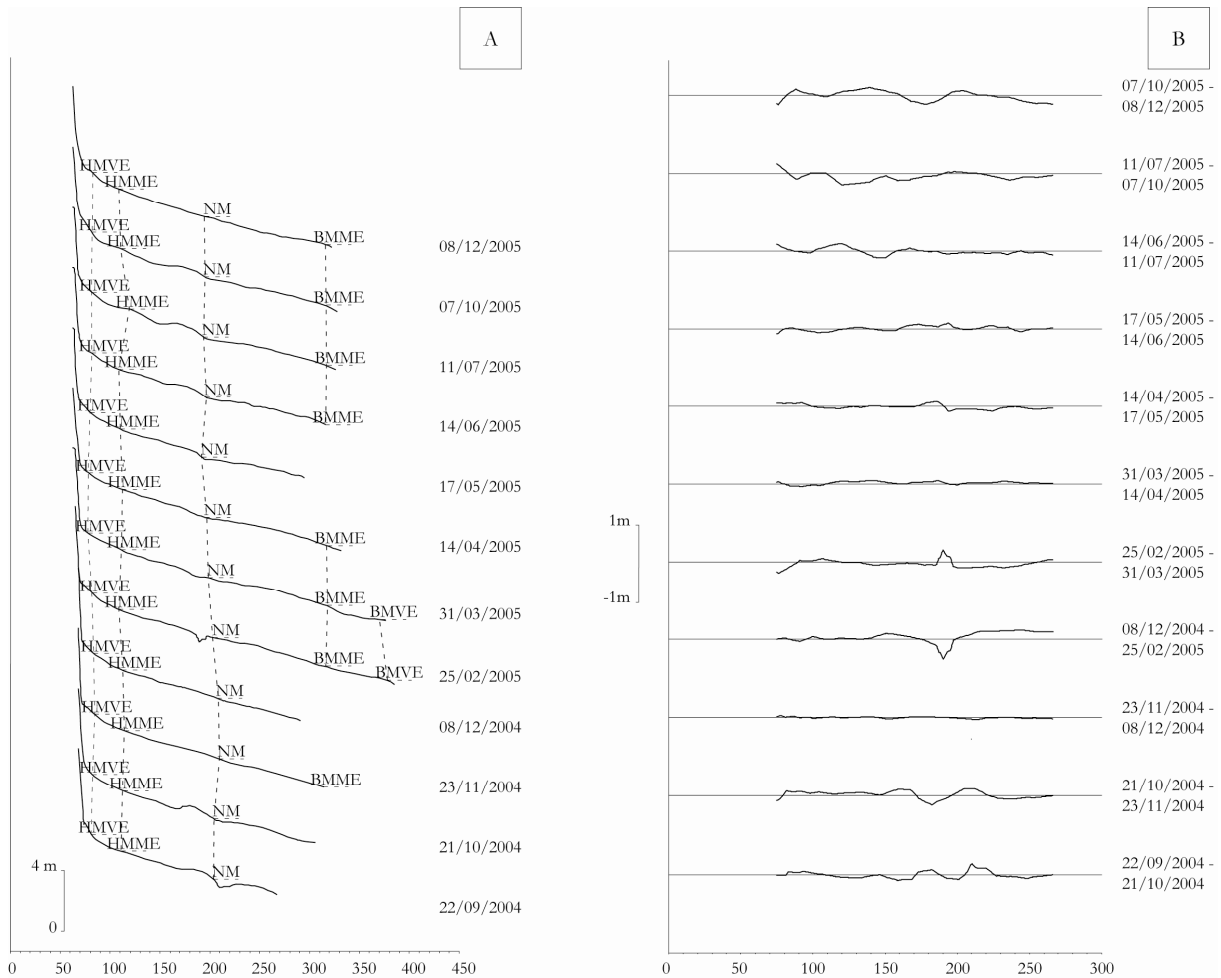 A
HMVE
HMME
NM
BMME
08/12/2005
HMVE
HMME
NM
BMME
07/10/2005
HMVE
HMME
NM
BMME
11/07/2005
HMVE
HMME
NM
BMME
14/06/2005
HMVE
HMME
NM
17/05/2005
HMVE
HMME
NM
BMME
14/04/2005
HMVE
HMME
NM
BMME
BMVE
31/03/2005
HMVE
HMME
NM
BMME
BMVE
25/02/2005
HMVE
HMME
NM
08/12/2004
HMVE
HMME
NM
BMME
23/11/2004
HMVE
HMME
NM
21/10/2004
HMVE
HMME
NM
22/09/2004
4 m
0
0 50 100 150 200 250 300 350 400 450
B
07/10/2005 -
08/12/2005
11/07/2005 -
07/10/2005
14/06/2005 -
11/07/2005
17/05/2005 -
14/06/2005
14/04/2005 -
17/05/2005
31/03/2005 -
14/04/2005
25/02/2005 -
31/03/2005
08/12/2004 -
25/02/2005
23/11/2004 -
08/12/2004
21/10/2004 -
23/11/2004
22/09/2004 -
21/10/2004
1m
-1m
0 50 100 150 200 250 300